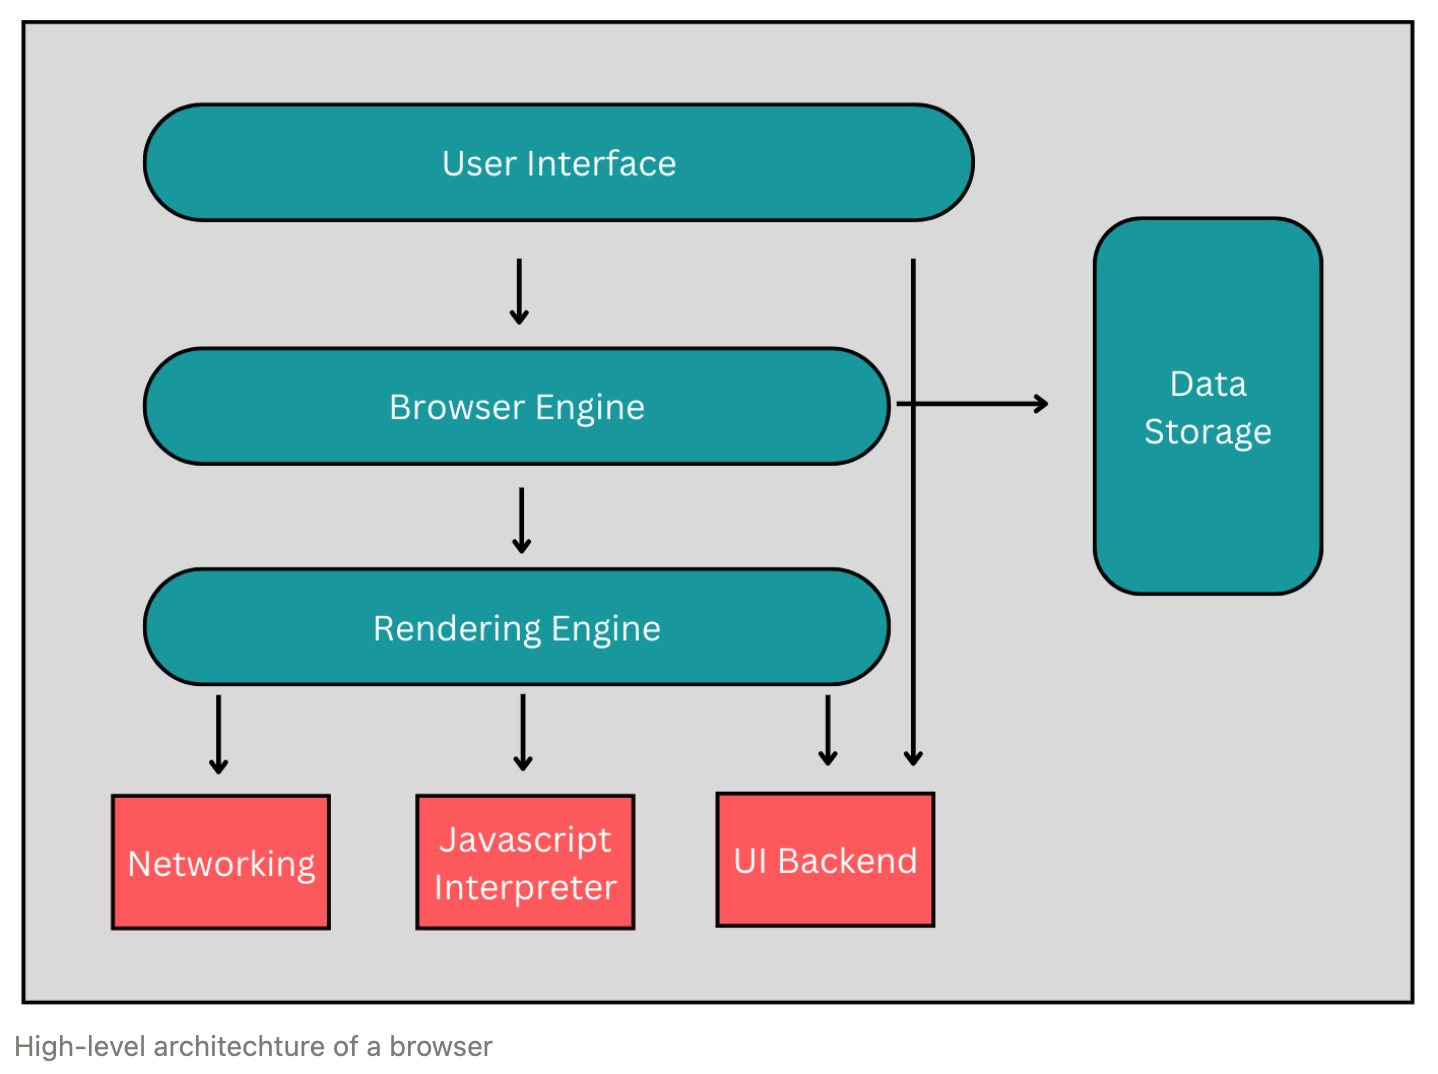 User Interface
Browser Engine
Data
Storage
Rendering Engine
Networking
Javascript
Interpreter
UI Backend
High-level architechture of a browser